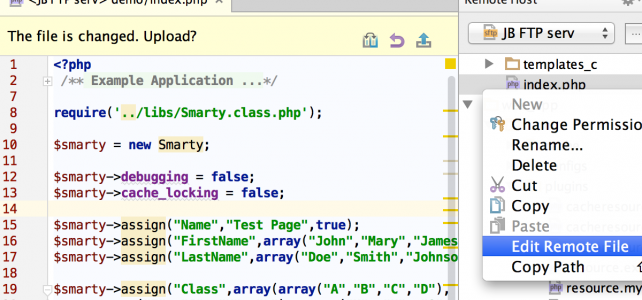 <JB FTP serv> demo/index.php
Remote Host
The file is changed. Upload?
JB FTP serv
1 <?php
2 /** Example Application ...*/
7
8 require('../libs/Smarty.class.php');
9
10 $smarty = new Smarty;
11
12 $smarty->debugging = false;
13 $smarty->cache_locking = false;
14
15 $smarty->assign("Name","Test Page",true);
16 $smarty->assign("FirstName",array("John","Mary","James
17 $smarty->assign("LastName",array("Doe","Smith","Johnso
18
19 $smarty->assign("Class",array(array("A","B","C","D"),
templates_c
index.php
New
Change Permissio
Rename...
Delete
Cut
Copy
Paste
Edit Remote File
Copy Path
resource.my